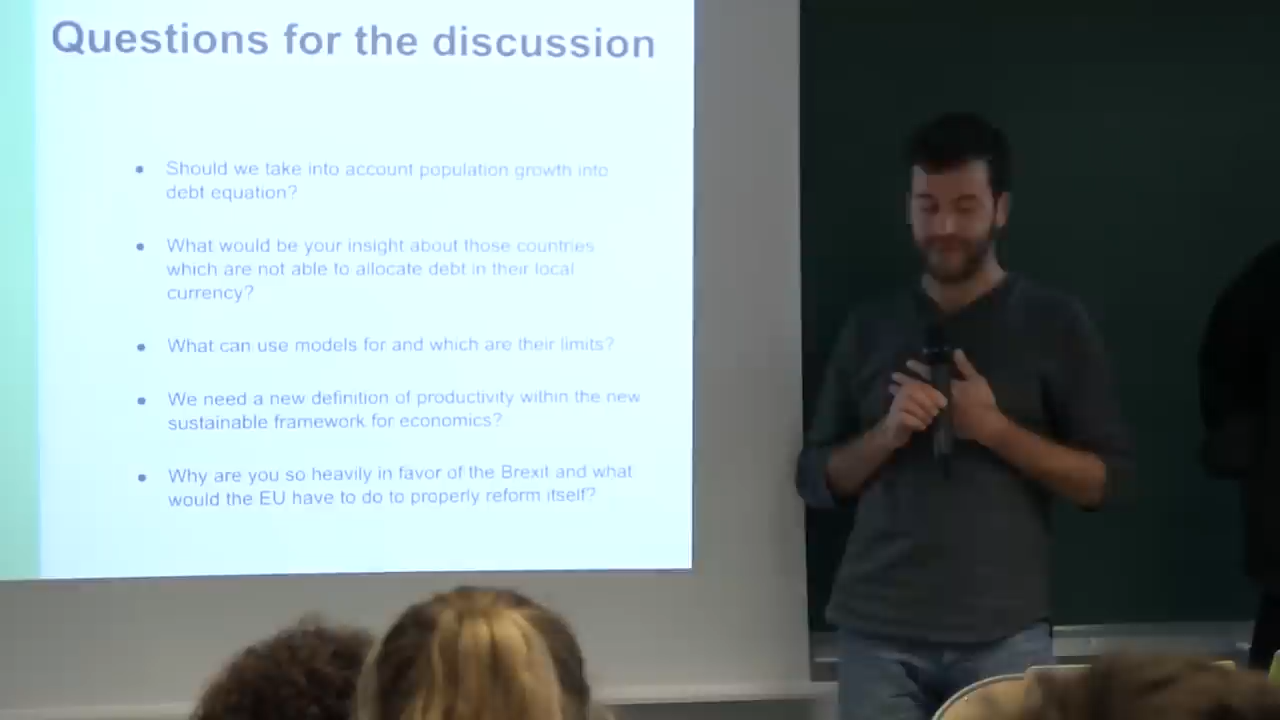 Questions for the discussion
• Should we take into account population growth into
debt equation?
• What would be your insight about those countries
which are not able to allocate debt in their local
currency?
• What can use models for and which are their limits?
• We need a new definition of productivity within the new
sustainable framework for economics?
• Why are you so heavily in favor of the Brexit and what
would the EU have to do to properly reform itself?